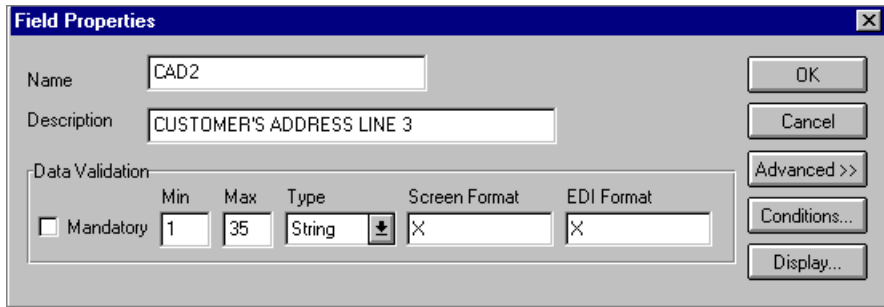 Field Properties
Name CAD2 OK
Description CUSTOMER'S ADDRESS LINE 3 Cancel
Data Validation Advanced >>
Min Max Type Screen Format EDI Format
Mandatory 1 35 String X X Conditions...
Display...